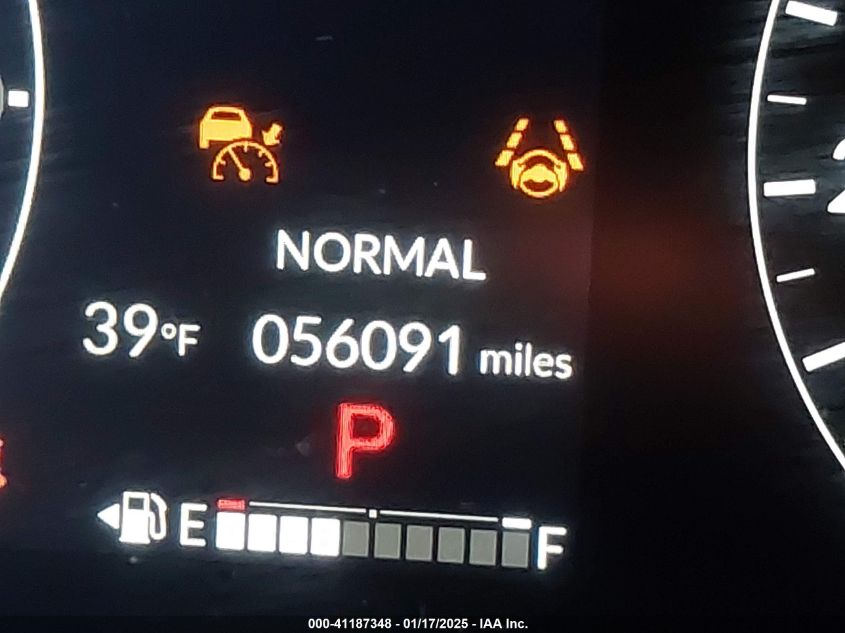 NORMAL
39°F 056091 miles
P
E F
000-41187348 - 01/17/2025 - IAA Inc.